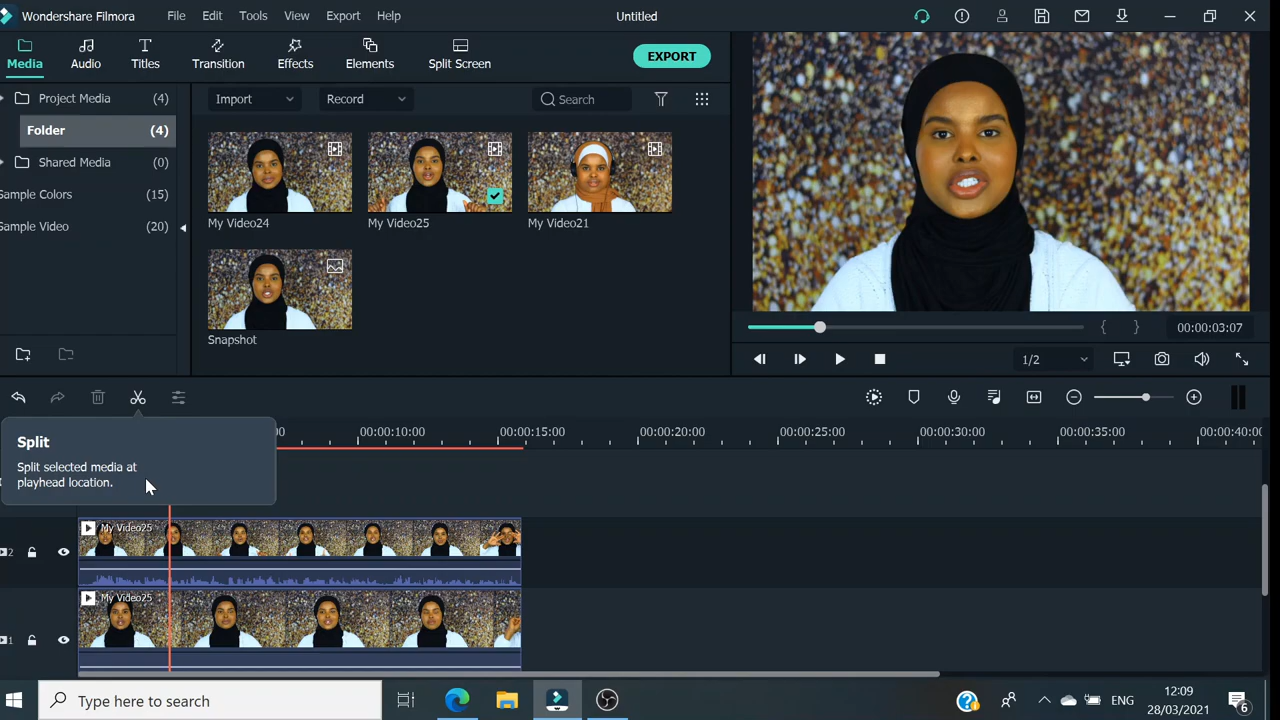 Wondershare Filmora
File
Edit
Tools
View
Export
Help
Untitled
Media
Audio
Titles
Transition
Effects
Elements
Split Screen
EXPORT
Project Media
(4)
Folder
(4)
Shared Media
(0)
Sample Colors
(15)
Sample Video
(20)
Import
Record
Search
My Video24
My Video25
My Video21
Snapshot
{ }
00:00:03:07
1/2
Split
Split selected media at
playhead location.
00:00:10:00
00:00:15:00
00:00:20:00
00:00:25:00
00:00:30:00
00:00:35:00
00:00:40:00
My Video25
2
My Video25
1
Type here to search
ENG
12:09
28/03/2021
6